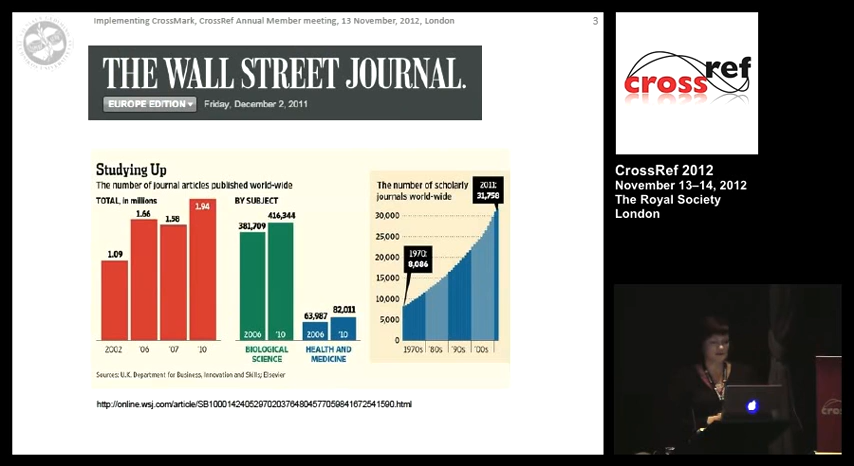 Implementing CrossMark, CrossRef Annual Member meeting, 13 November, 2012, London
3
THE WALL STREET JOURNAL.
EUROPE EDITION Friday, December 2, 2011
Studying Up
The number of journal articles published world-wide
TOTAL, in millions
1.09
1.66
1.58
1.94
2002 '06 '07 '10
BY SUBJECT
381,709
416,344
63,987
82,011
2006 '10 2006 '10
BIOLOGICAL
SCIENCE
HEALTH AND
MEDICINE
The number of scholarly
journals world-wide
2011:
31,758
1970:
8,086
30,000
25,000
20,000
15,000
10,000
5,000
0
1970s '80s '90s '00s
Sources: U.K. Department for Business, Innovation and Skills; Elsevier
http://online.wsj.com/article/SB10001424052970203764804577059841672541590.html
crossref
CrossRef 2012
November 13–14, 2012
The Royal Society
London